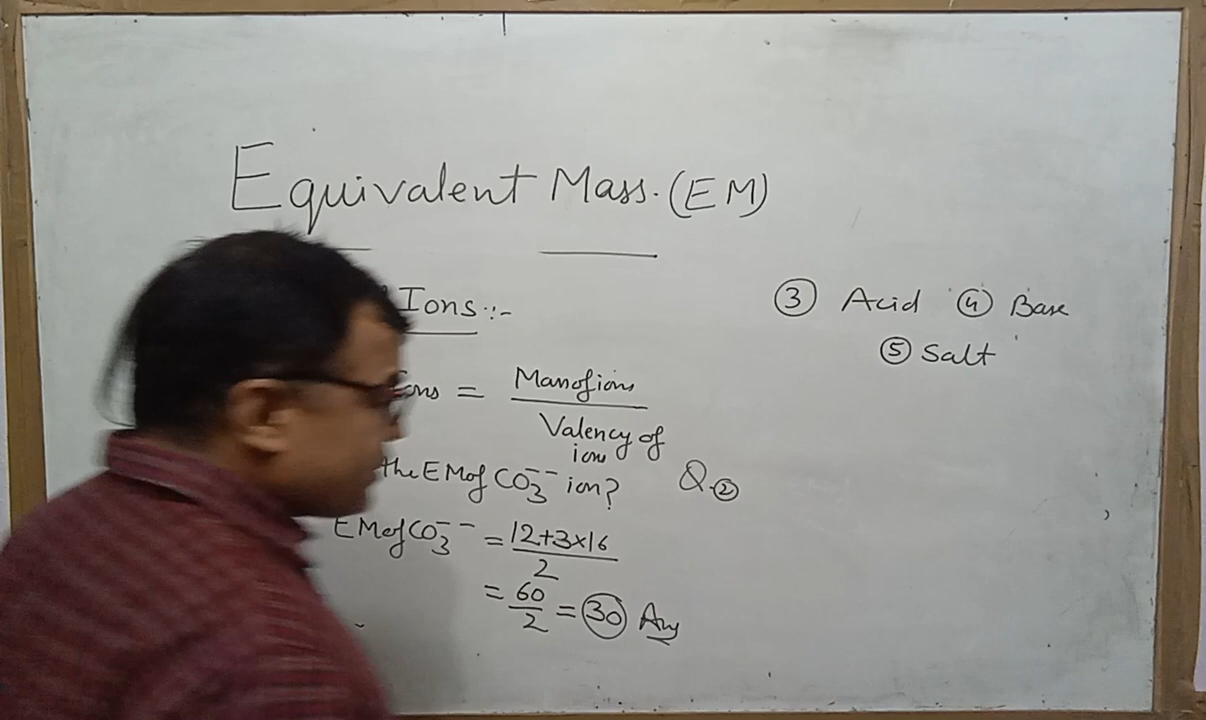 Equivalent Mass. (EM)
Ions :-
③ Acid ④ Base
⑤ Salt
ons = Mass of ions
Valency of
ions
the EM of CO₃⁻⁻ ion? Q.②
EM of CO₃⁻⁻ = 12+3×16
2
= 60/2 = 30 Ans